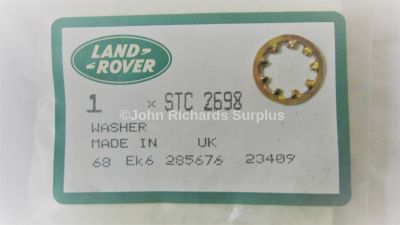 LAND-
-ROVER
1 × STC 2698
©John Richards Surplus
WASHER
MADE IN UK
68 EK6 285676 23409